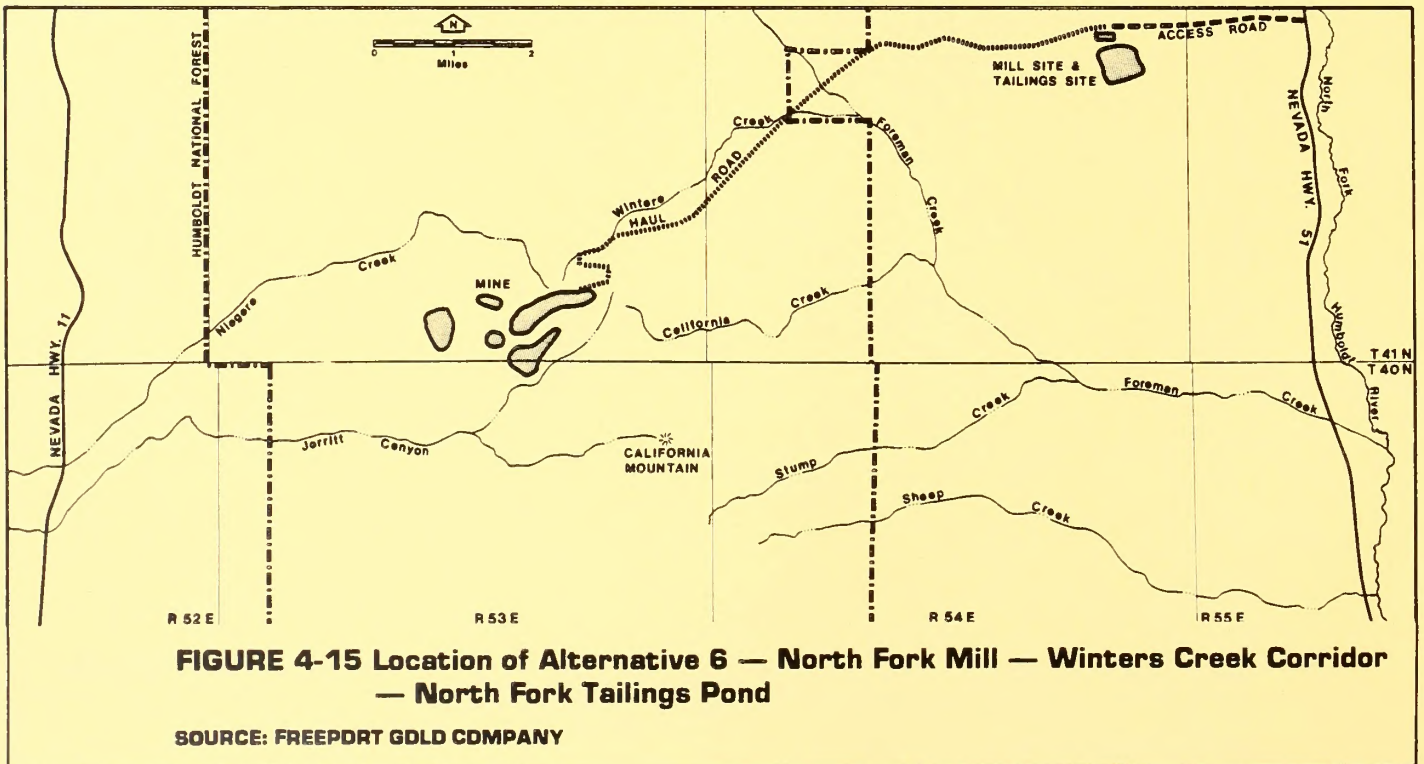 HUMBOLDT NATIONAL FOREST
N
0 1 2
Miles
ACCESS ROAD
MILL SITE &
TAILINGS SITE
North Fork Humboldt River
NEVADA HWY. 51
Creek
Foreman
Creek
Winters
HAUL ROAD
Creek
MINE
Niagara
Creek
California
NEVADA HWY. 11
T 41 N
T 40 N
Foreman Creek
Creek
Jerritt Canyon
CALIFORNIA
MOUNTAIN
Stump
Sheep
Creek
R 52 E
R 53 E
R 54 E
R 55 E
FIGURE 4-15 Location of Alternative 6 — North Fork Mill — Winters Creek Corridor
— North Fork Tailings Pond
SOURCE: FREEPORT GOLD COMPANY